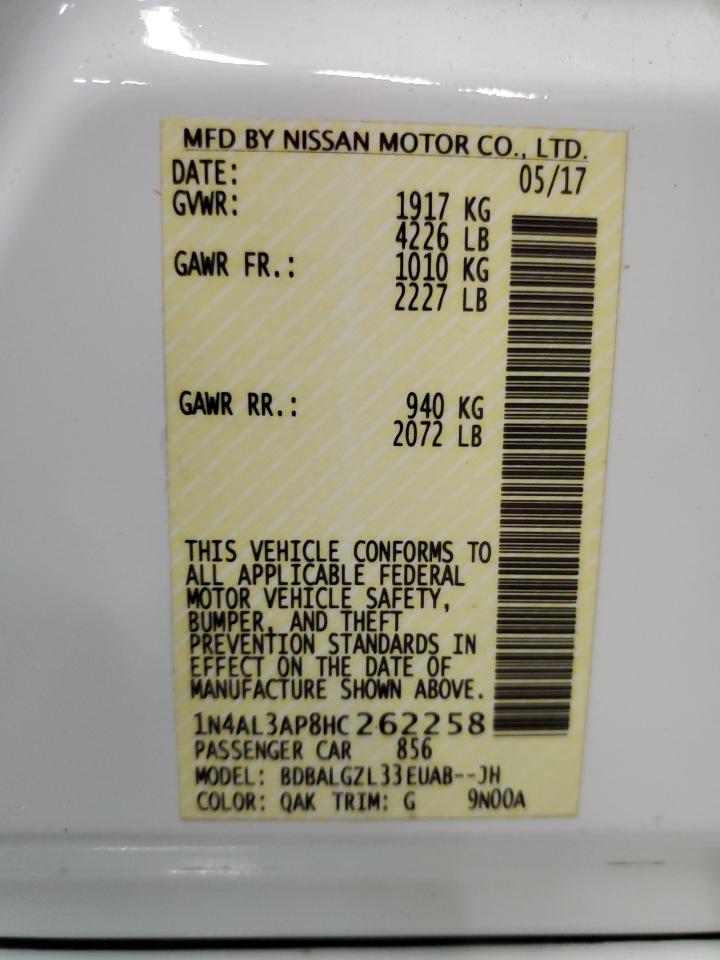 MFD BY NISSAN MOTOR CO., LTD.
DATE: 05/17
GVWR: 1917 KG
4226 LB
GAWR FR.: 1010 KG
2227 LB
GAWR RR.: 940 KG
2072 LB
THIS VEHICLE CONFORMS TO
ALL APPLICABLE FEDERAL
MOTOR VEHICLE SAFETY,
BUMPER, AND THEFT
PREVENTION STANDARDS IN
EFFECT ON THE DATE OF
MANUFACTURE SHOWN ABOVE.
1N4AL3AP8HC262258
PASSENGER CAR 856
MODEL: BDBALGZL33EUAB--JH
COLOR: QAK TRIM: G 9N00A